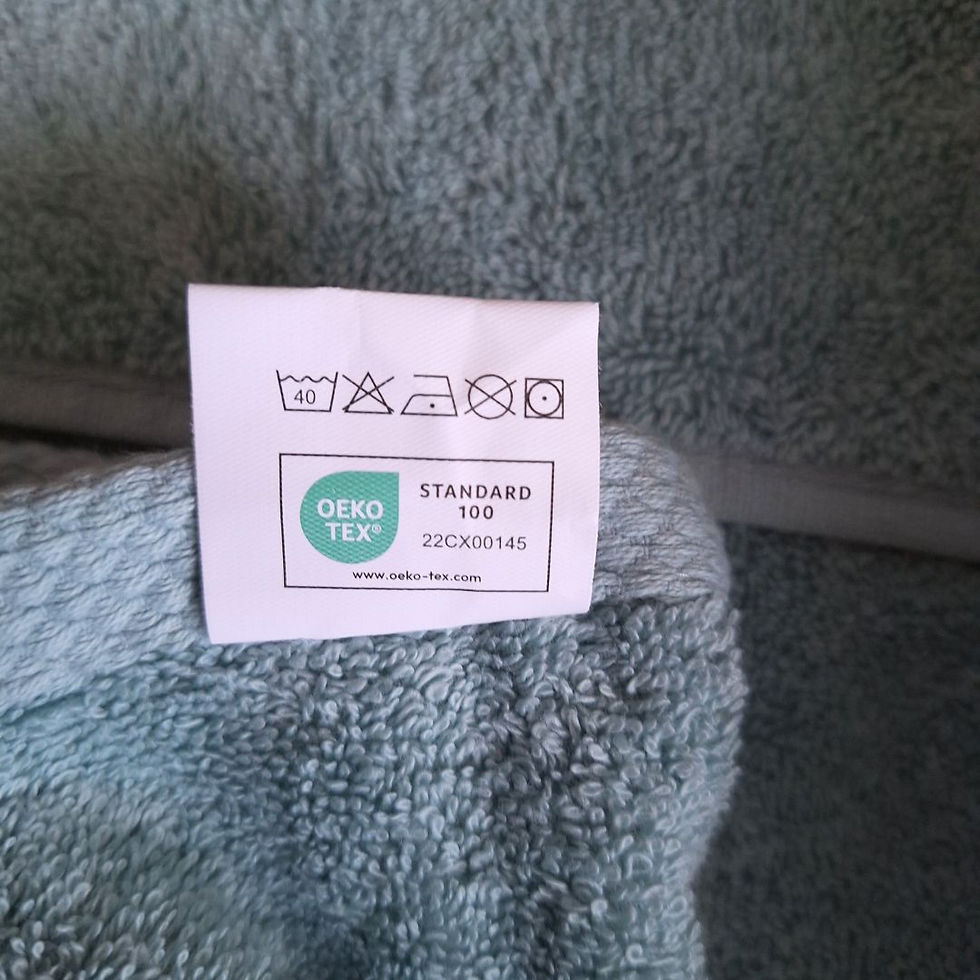 40
OEKO
TEX®
STANDARD
100
22CX00145
www.oeko-tex.com